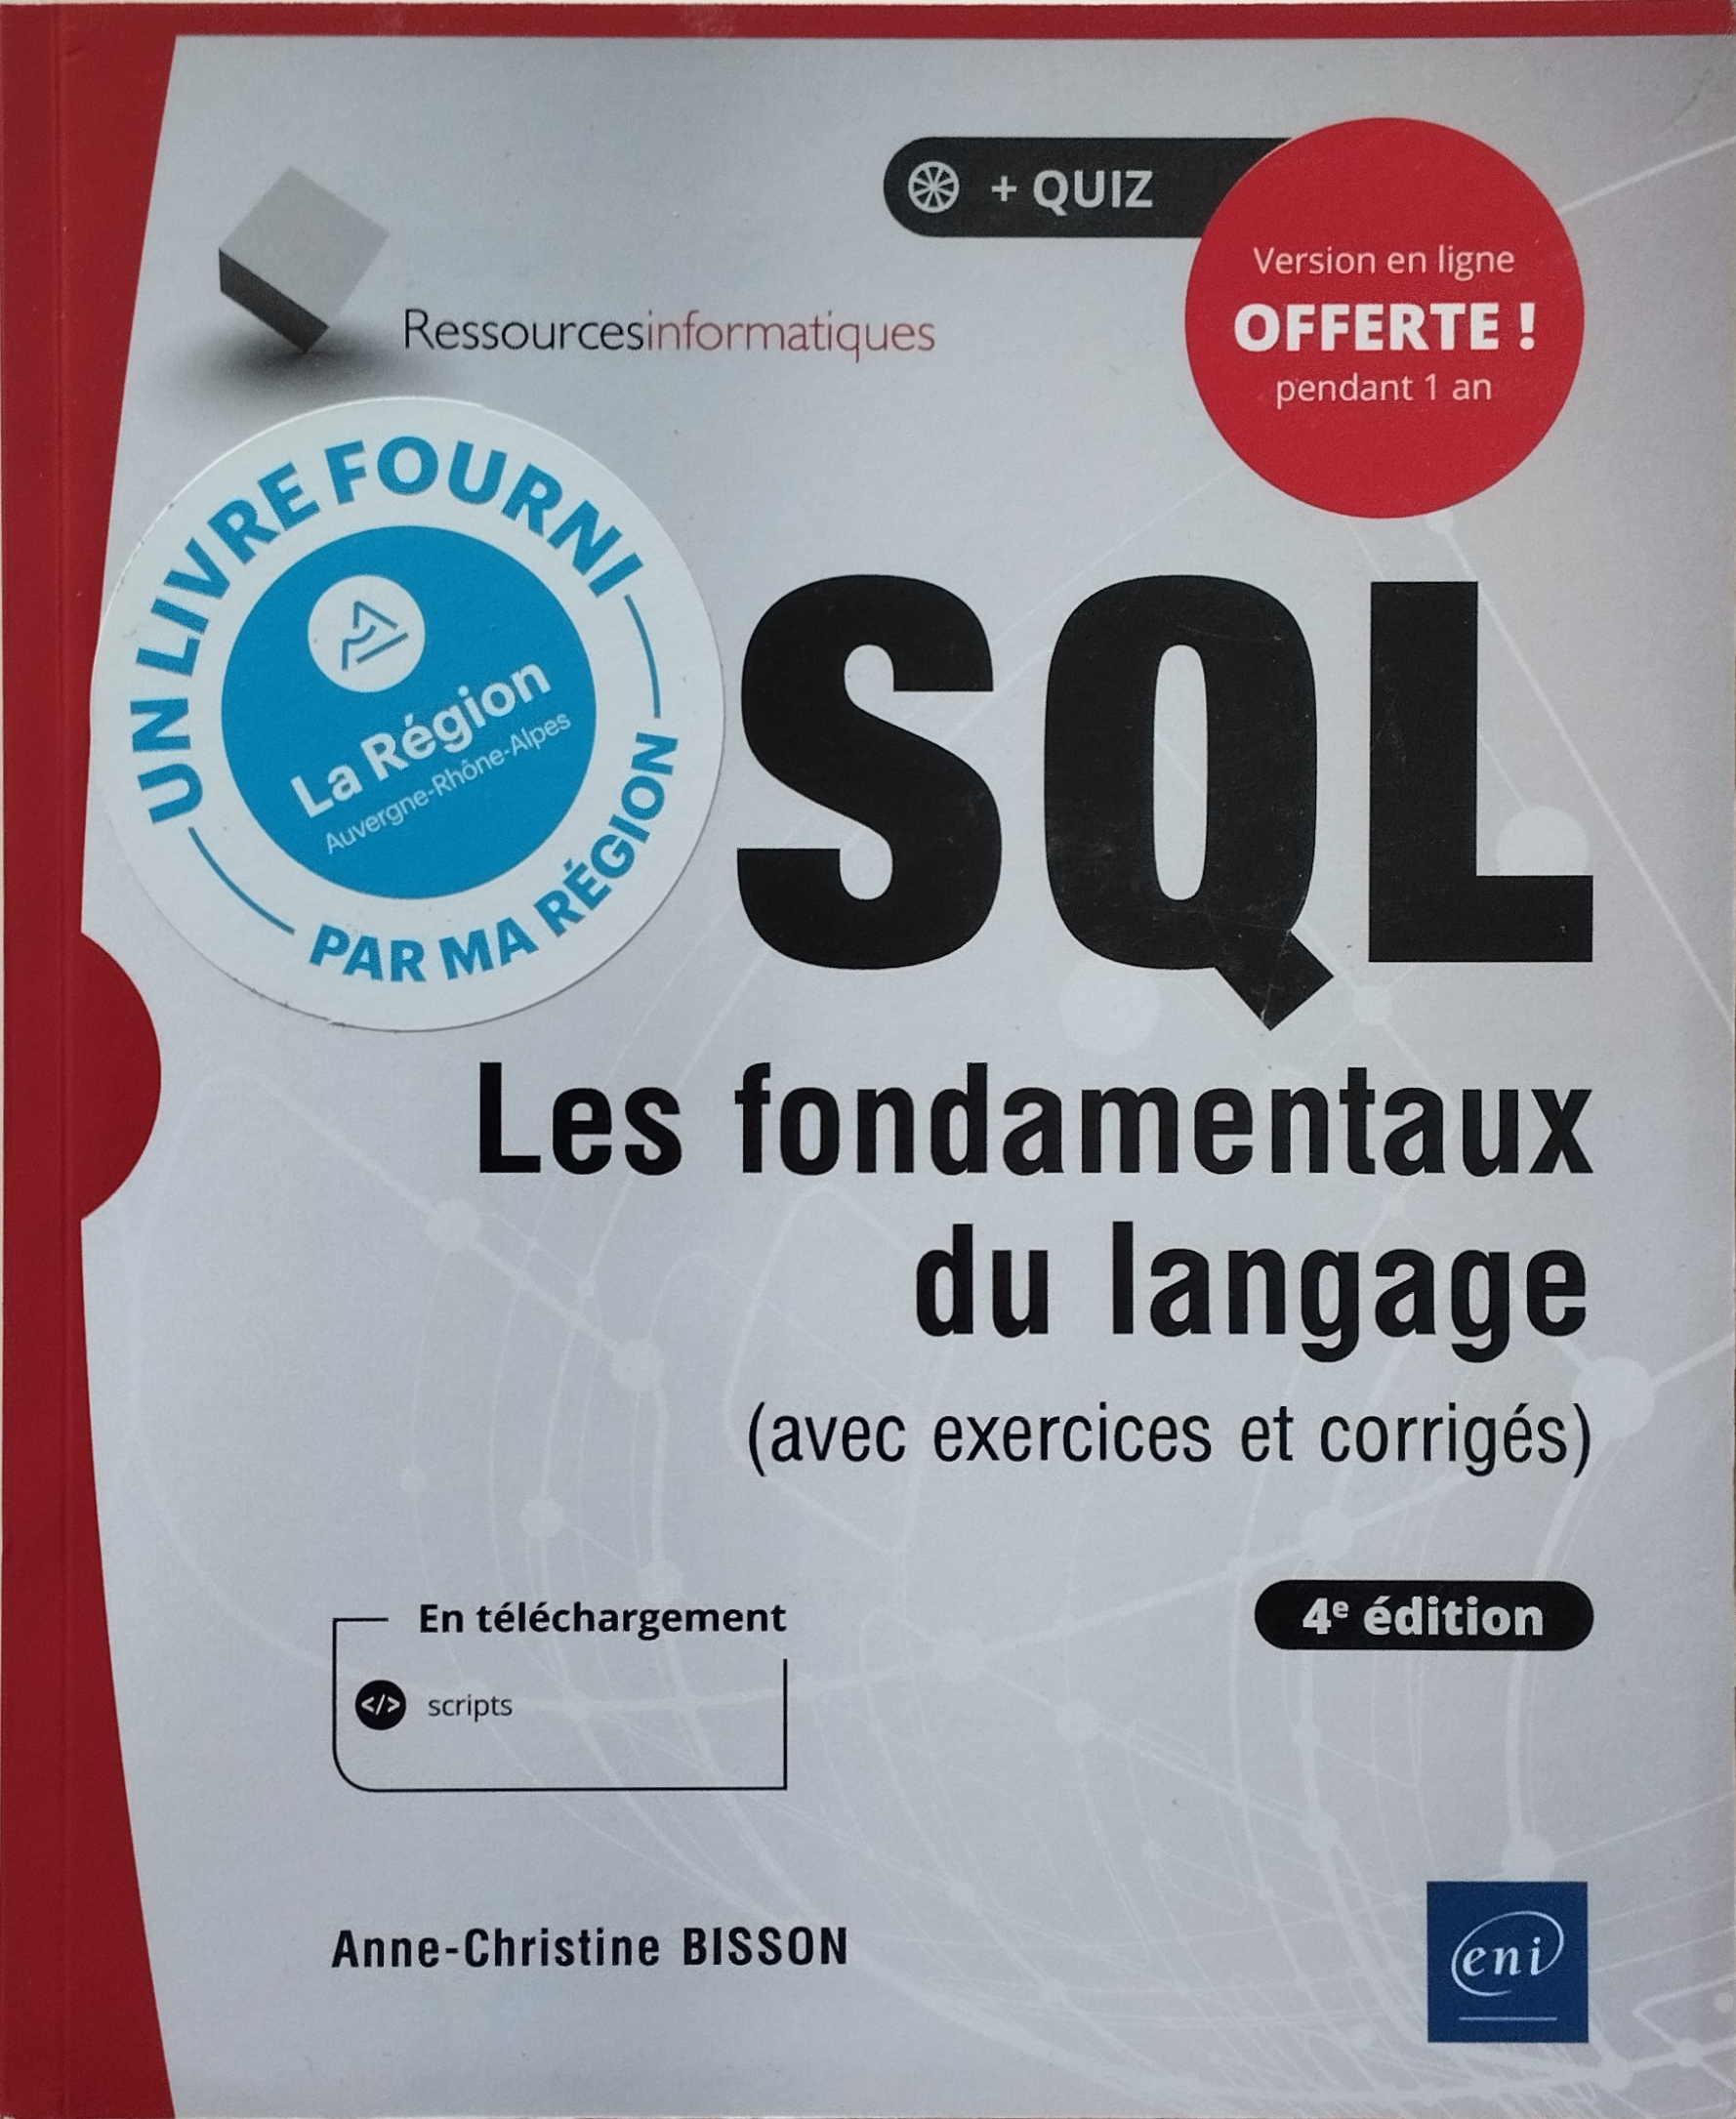 + QUIZ
Version en ligne
OFFERTE !
pendant 1 an
Ressourcesinformatiques
UN LIVRE FOURNI
PAR MA RÉGION
La Région
Auvergne-Rhône-Alpes
SQL
Les fondamentaux
du langage
(avec exercices et corrigés)
4e édition
En téléchargement
</> scripts
Anne-Christine BISSON
eni